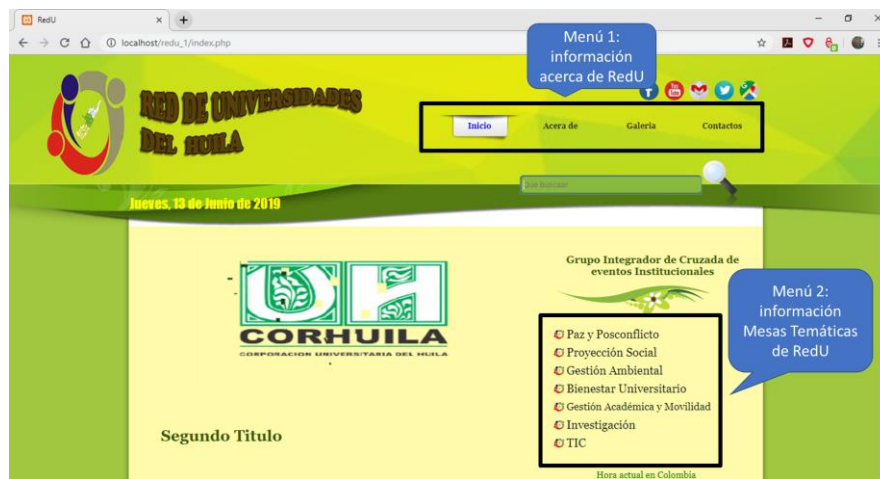 RedU
localhost/redu_1/index.php
Menú 1:
información
acerca de RedU
RED DE UNIVERSIDADES
DEL HUILA
Inicio Acera de Galeria Contactos
Que buscar
Jueves, 13 de Junio de 2019
Grupo Integrador de Cruzada de
eventos Institucionales
UH
CORHUILA
CORPORACION UNIVERSITARIA DEL HUILA
Menú 2:
información
Mesas Temáticas
de RedU
Paz y Posconflicto
Proyección Social
Gestión Ambiental
Bienestar Universitario
Gestión Académica y Movilidad
Investigación
TIC
Segundo Titulo
Hora actual en Colombia